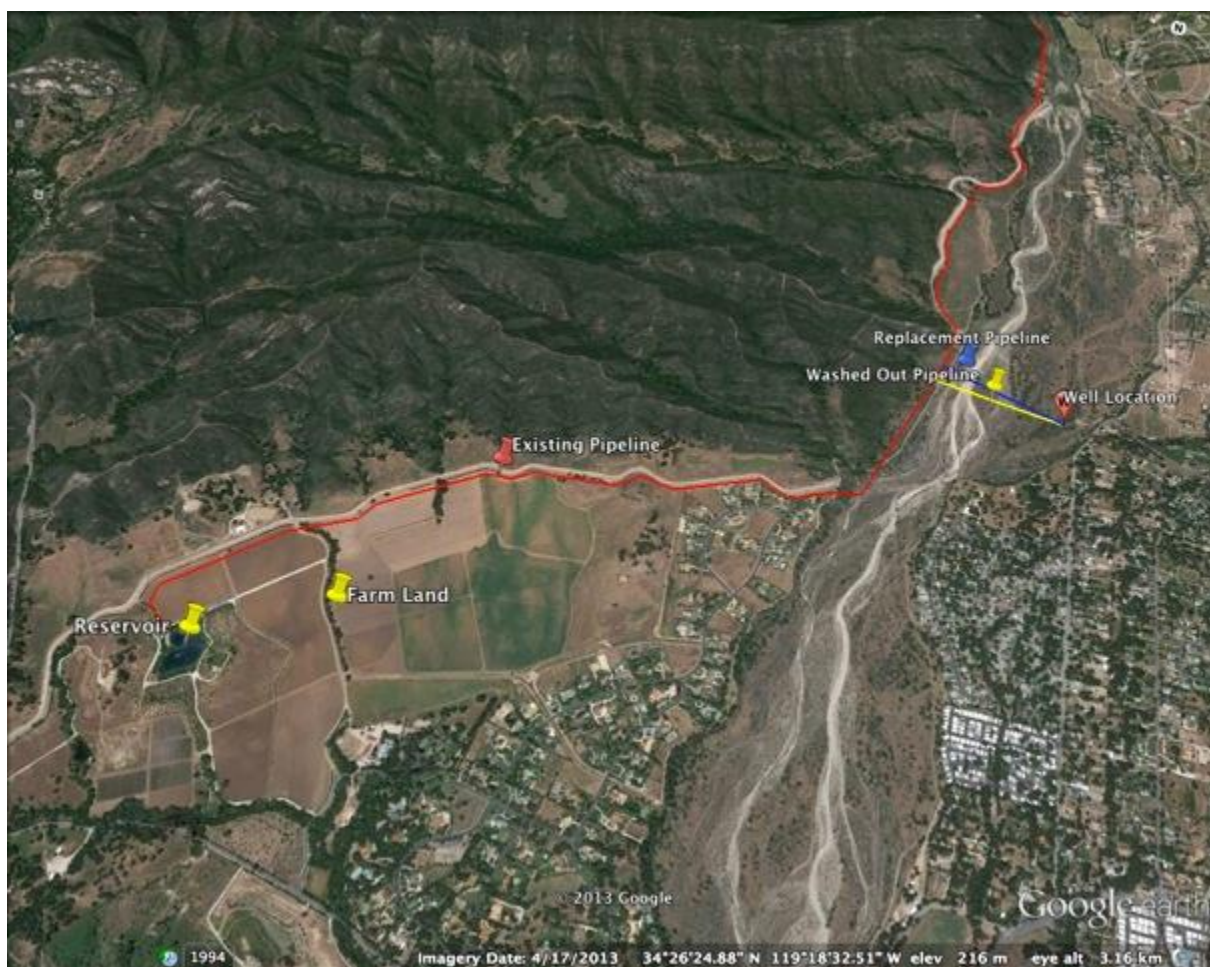 Replacement Pipeline
Washed Out Pipeline
Well Location
Existing Pipeline
Farm Land
Reservoir
© 2013 Google
Google earth
1994
Imagery Date: 4/17/2013 34°26'24.88" N 119°18'32.51" W elev 216 m eye alt 3.16 km